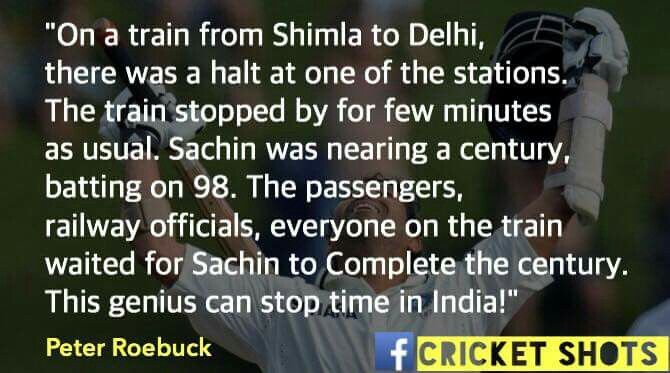 "On a train from Shimla to Delhi,
there was a halt at one of the stations.
The train stopped by for few minutes
as usual. Sachin was nearing a century,
batting on 98. The passengers,
railway officials, everyone on the train
waited for Sachin to Complete the century.
This genius can stop time in India!"
Peter Roebuck
f CRICKET SHOTS